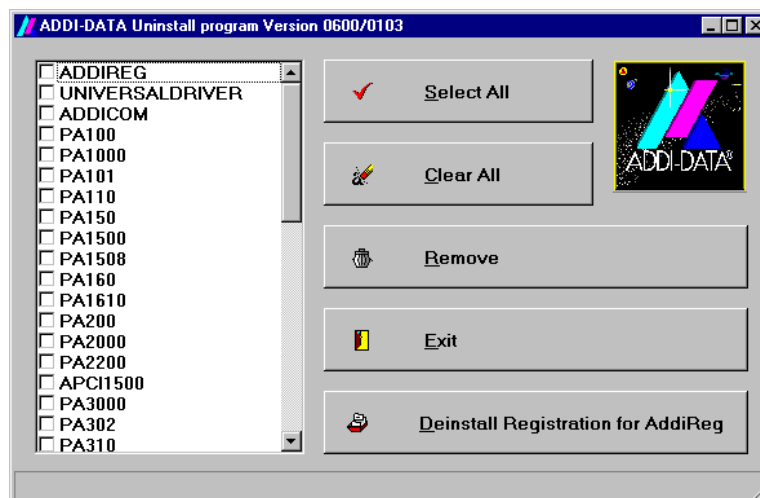 ADDI-DATA Uninstall program Version 0600/0103
ADDIREG
UNIVERSALDRIVER
ADDICOM
PA100
PA1000
PA101
PA110
PA150
PA1500
PA1508
PA160
PA1610
PA200
PA2000
PA2200
APCI1500
PA3000
PA302
PA310
Select All
Clear All
Remove
Exit
Deinstall Registration for AddiReg
ADDI-DATA®